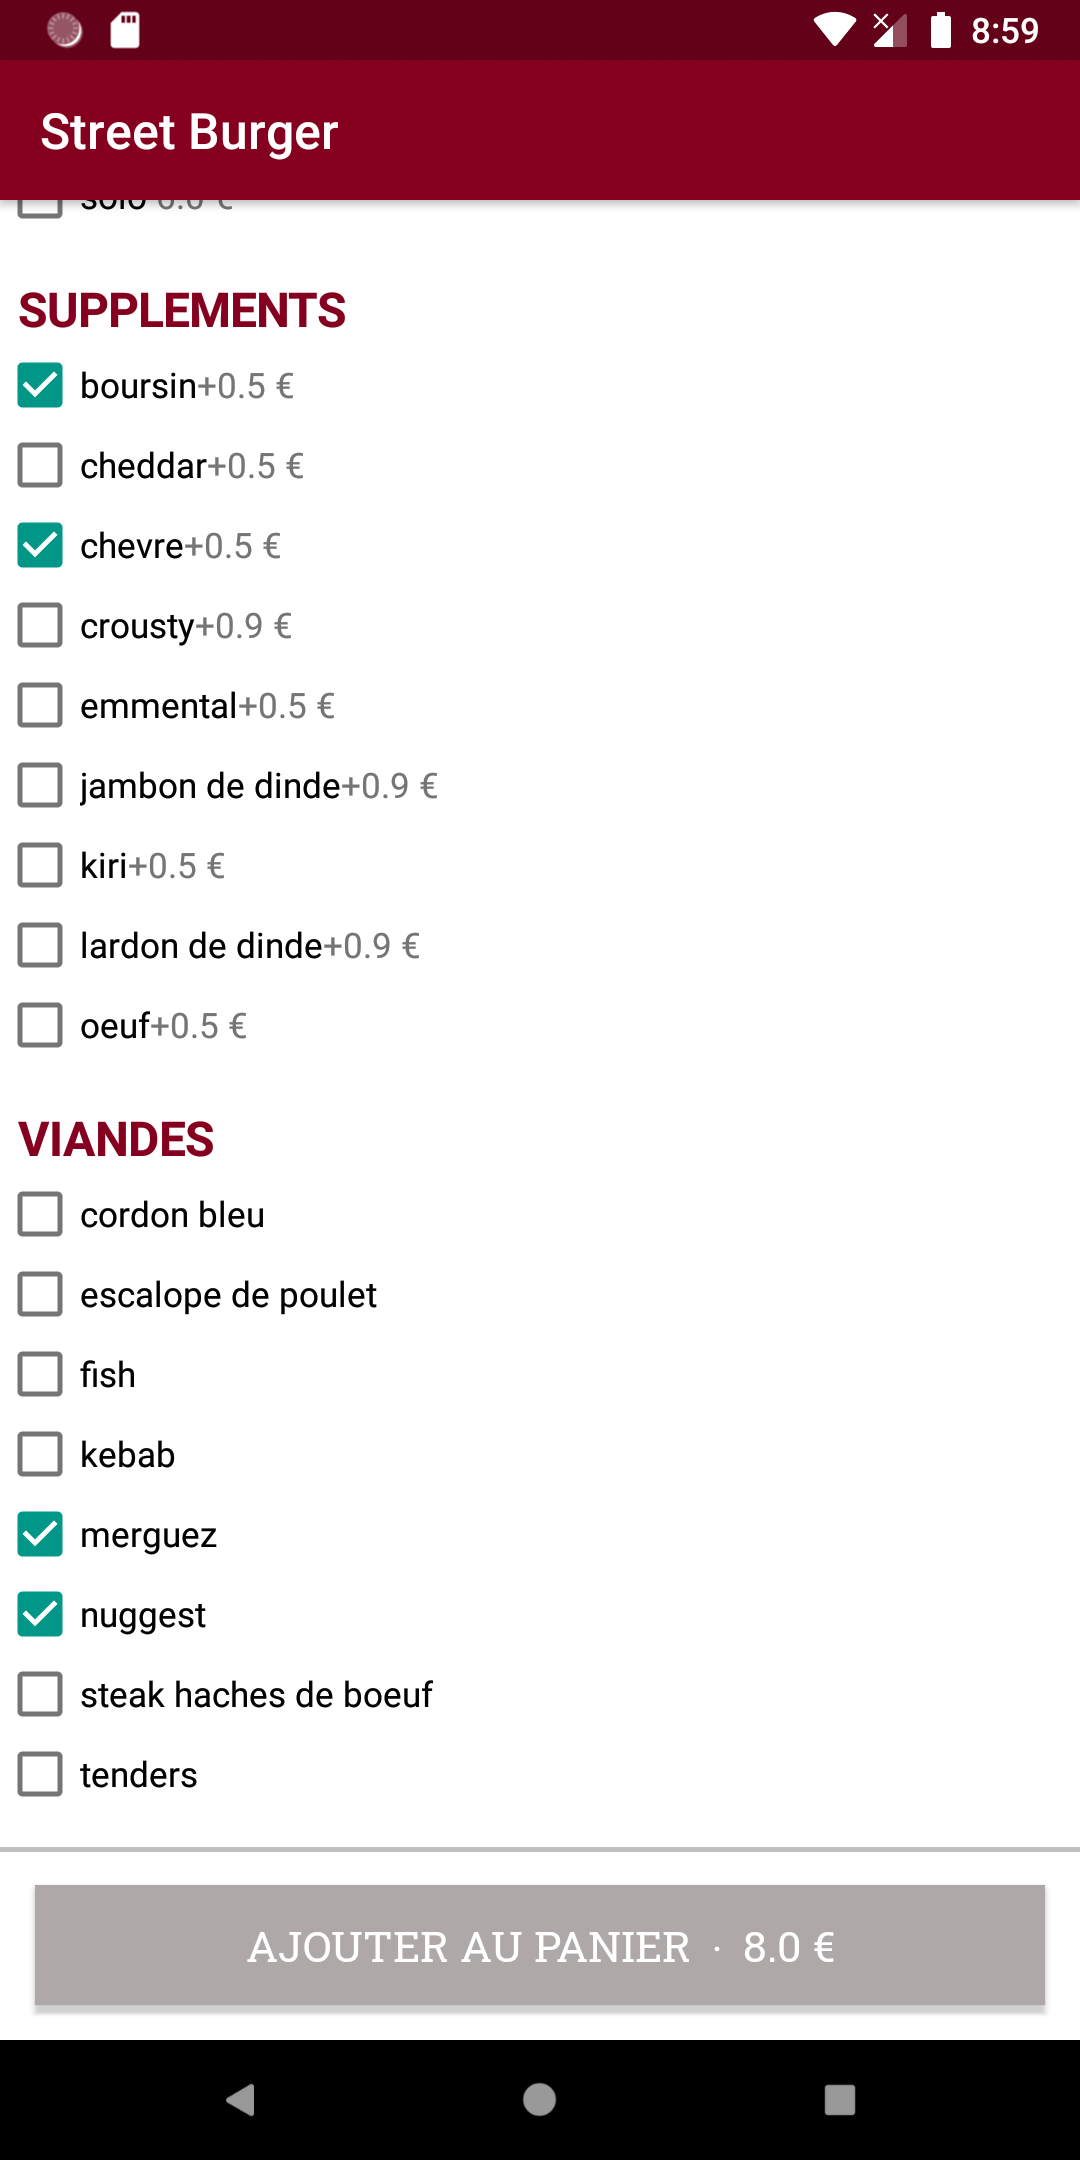 8:59
Street Burger
solo
SUPPLEMENTS
boursin+0.5 €
cheddar+0.5 €
chevre+0.5 €
crousty+0.9 €
emmental+0.5 €
jambon de dinde+0.9 €
kiri+0.5 €
lardon de dinde+0.9 €
oeuf+0.5 €
VIANDES
cordon bleu
escalope de poulet
fish
kebab
merguez
nuggest
steak haches de boeuf
tenders
AJOUTER AU PANIER · 8.0 €